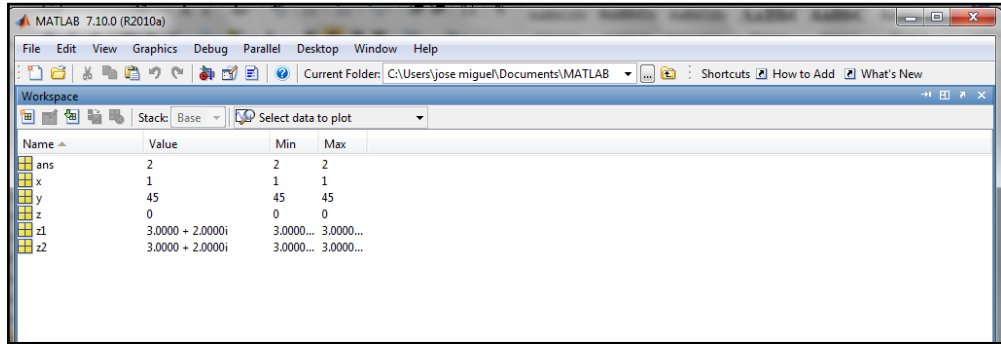 MATLAB 7.10.0 (R2010a)
File Edit View Graphics Debug Parallel Desktop Window Help
Current Folder: C:\Users\jose miguel\Documents\MATLAB ... Shortcuts How to Add What's New
Workspace
Stack: Base Select data to plot
Name Value Min Max
ans 2 2 2
x 1 1 1
y 45 45 45
z 0 0 0
z1 3.0000 + 2.0000i 3.0000... 3.0000...
z2 3.0000 + 2.0000i 3.0000... 3.0000...